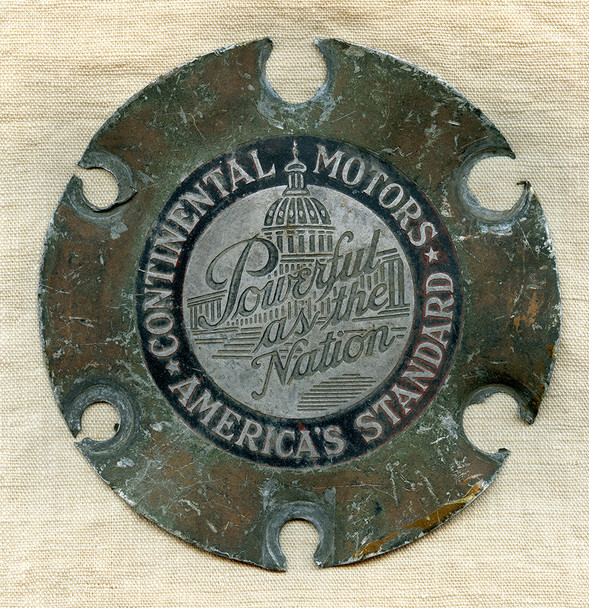 CONTINENTAL MOTORS
Powerful
as the
Nation
★ AMERICA'S STANDARD ★